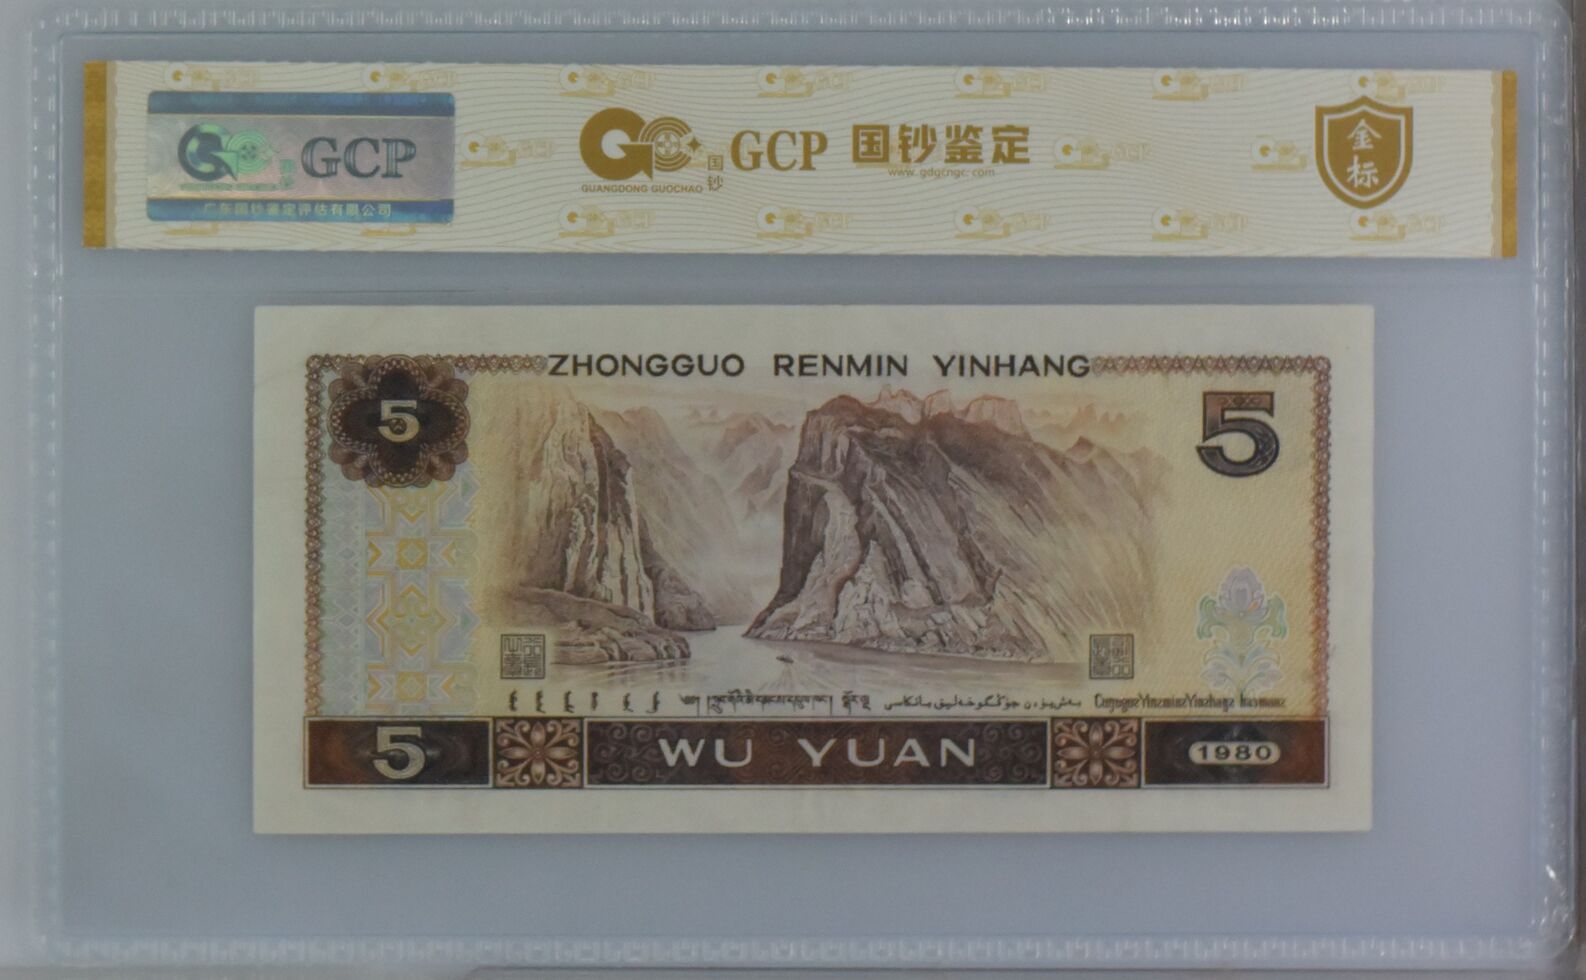 GCP
广东国钞鉴定评估有限公司
GUANGDONG GUOCHAO
国钞
GCP 国钞鉴定
www.gdgcngc.com
金标
ZHONGGUO RENMIN YINHANG
5
5
5
WU YUAN
1980